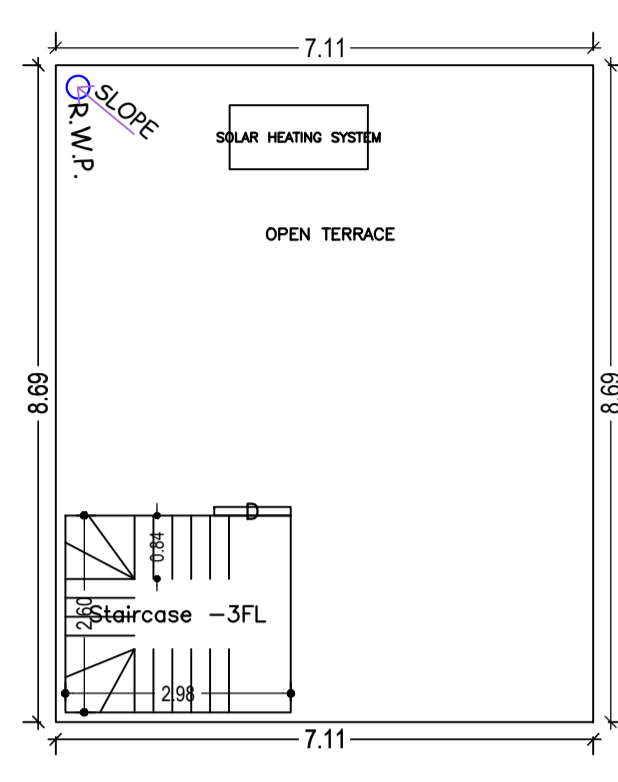 7.11
SLOPE
R.W.P.
SOLAR HEATING SYSTEM
OPEN TERRACE
8.69
8.69
D
0.84
2.60
Staircase -3FL
2.98
7.11